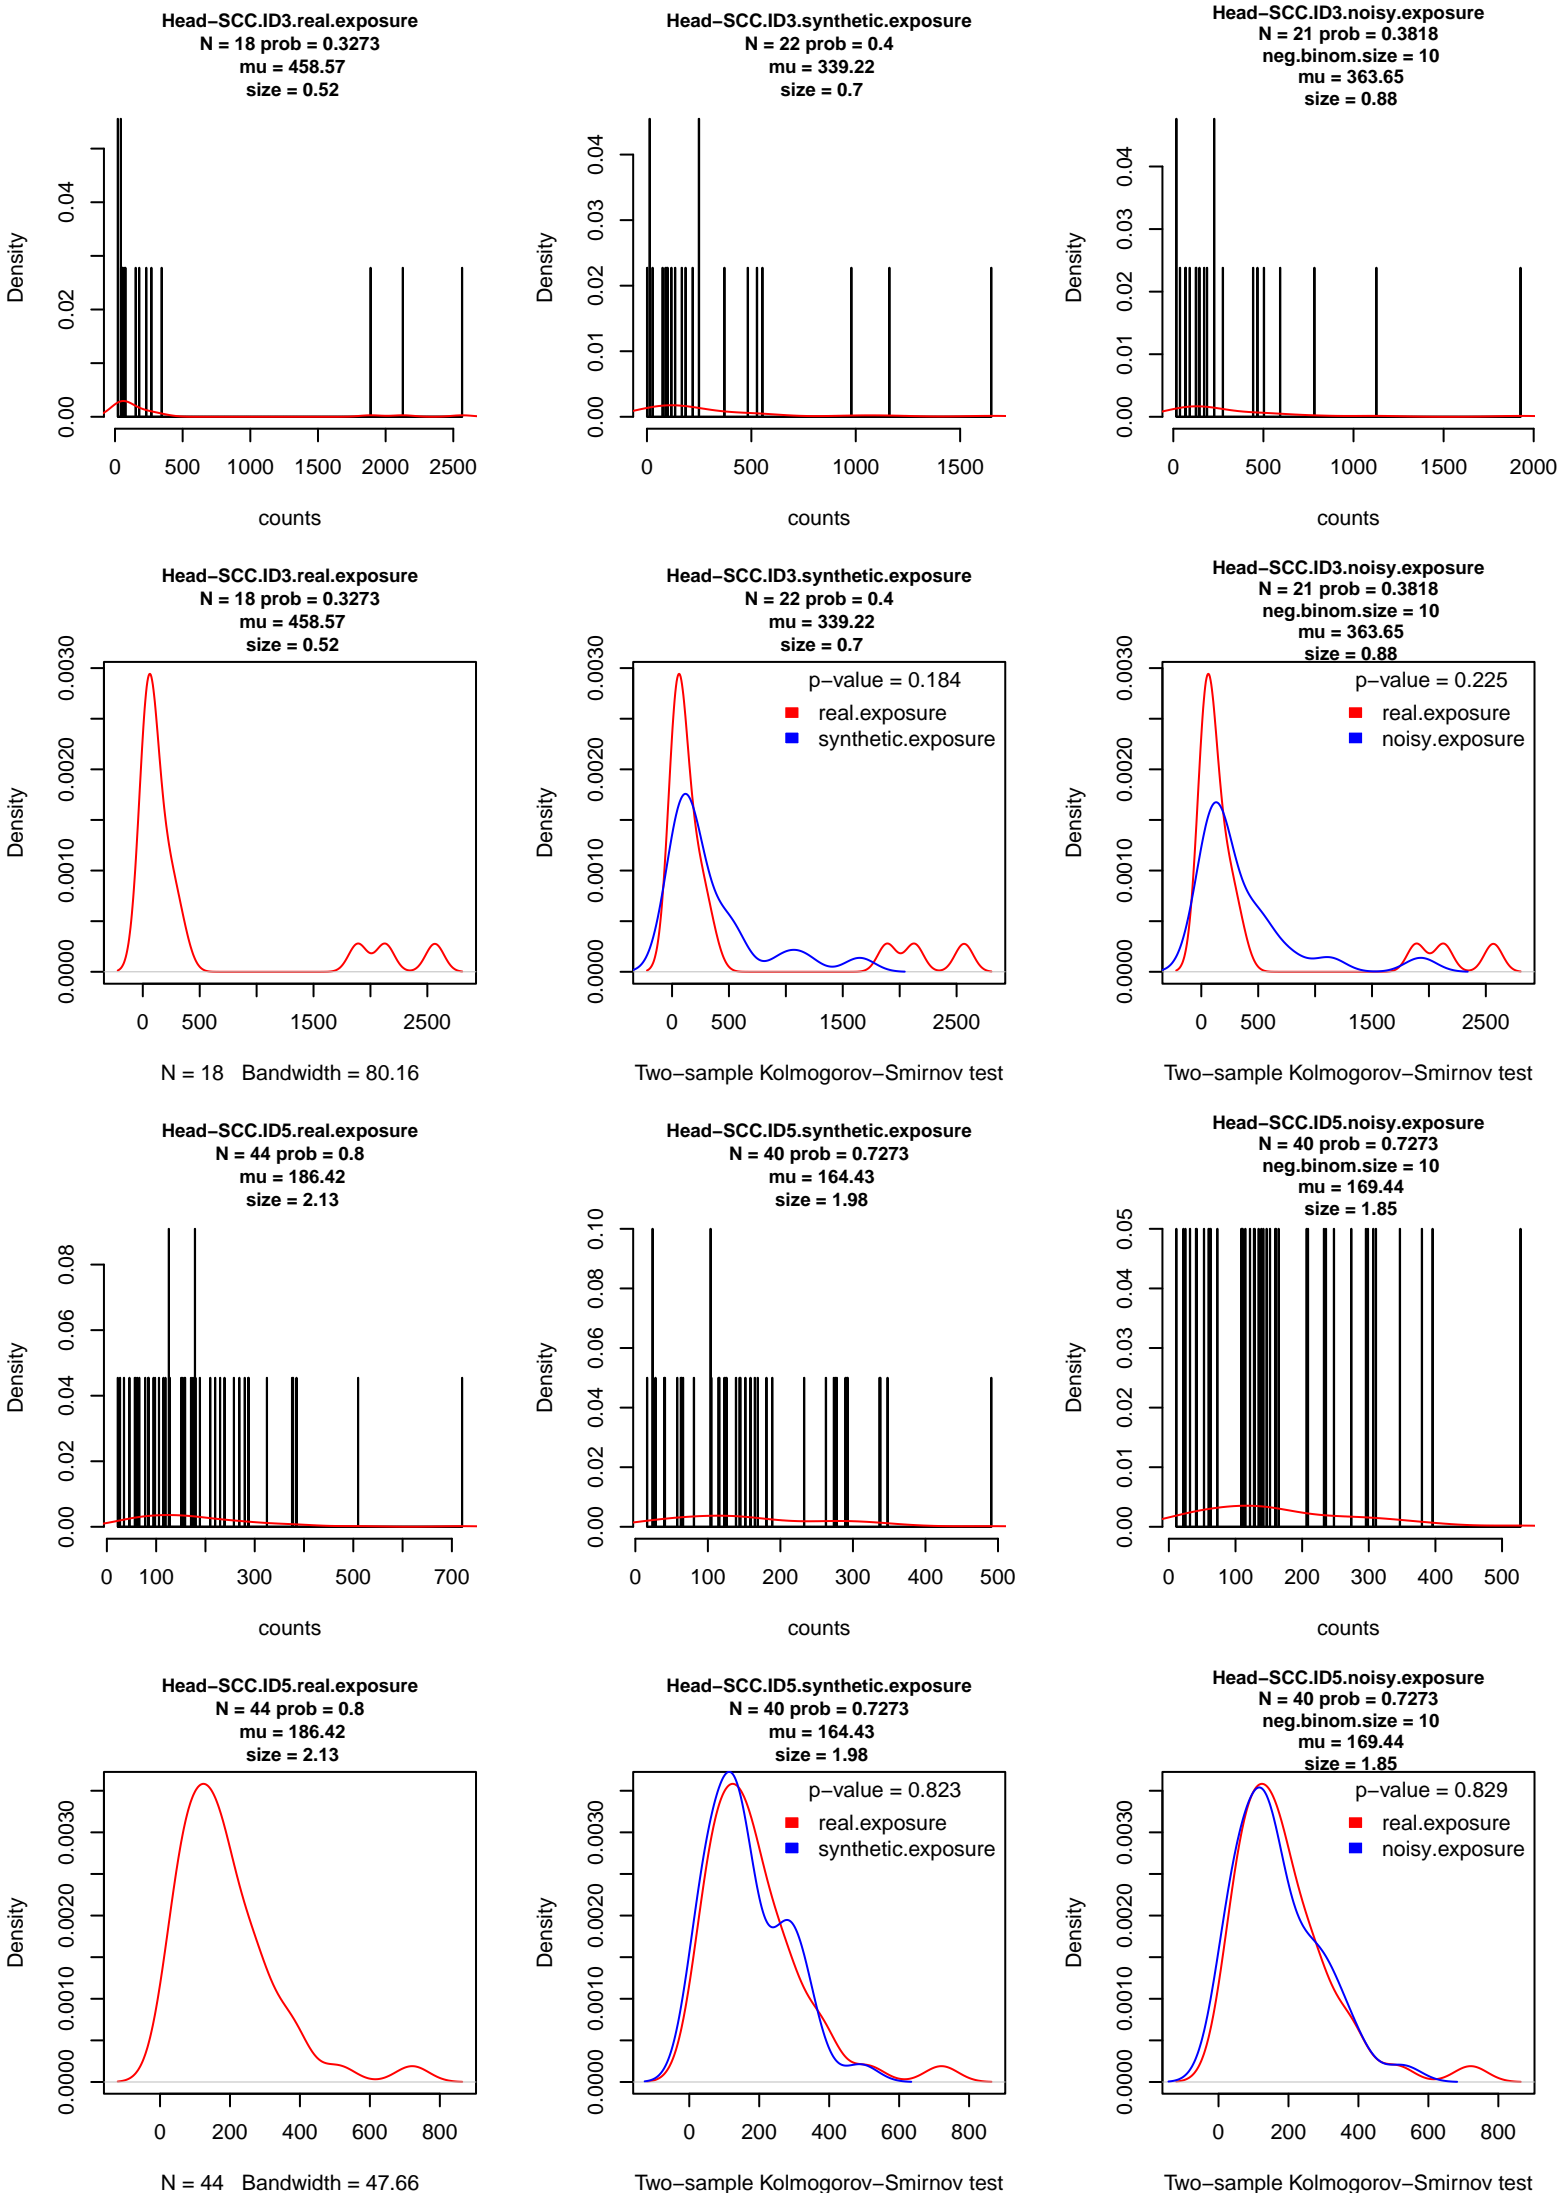 Head−SCC.ID3.real.exposure
N = 18 prob = 0.3273
mu = 458.57
size = 0.52
Density
0.00 0.02 0.04
0 500 1000 1500 2000 2500
counts
Head−SCC.ID3.synthetic.exposure
N = 22 prob = 0.4
mu = 339.22
size = 0.7
Density
0.00 0.01 0.02 0.03 0.04
0 500 1000 1500
counts
Head−SCC.ID3.noisy.exposure
N = 21 prob = 0.3818
neg.binom.size = 10
mu = 363.65
size = 0.88
Density
0.00 0.01 0.02 0.03 0.04
0 500 1000 1500 2000
counts
Head−SCC.ID3.real.exposure
N = 18 prob = 0.3273
mu = 458.57
size = 0.52
Density
0.0000 0.0010 0.0020 0.0030
0 500 1500 2500
N = 18 Bandwidth = 80.16
Head−SCC.ID3.synthetic.exposure
N = 22 prob = 0.4
mu = 339.22
size = 0.7
p−value = 0.184
real.exposure
synthetic.exposure
Density
0.0000 0.0010 0.0020 0.0030
0 500 1500 2500
Two−sample Kolmogorov−Smirnov test
Head−SCC.ID3.noisy.exposure
N = 21 prob = 0.3818
neg.binom.size = 10
mu = 363.65
size = 0.88
p−value = 0.225
real.exposure
noisy.exposure
Density
0.0000 0.0010 0.0020 0.0030
0 500 1500 2500
Two−sample Kolmogorov−Smirnov test
Head−SCC.ID5.real.exposure
N = 44 prob = 0.8
mu = 186.42
size = 2.13
Density
0.00 0.02 0.04 0.06 0.08
0 100 300 500 700
counts
Head−SCC.ID5.synthetic.exposure
N = 40 prob = 0.7273
mu = 164.43
size = 1.98
Density
0.00 0.02 0.04 0.06 0.08 0.10
0 100 200 300 400 500
counts
Head−SCC.ID5.noisy.exposure
N = 40 prob = 0.7273
neg.binom.size = 10
mu = 169.44
size = 1.85
Density
0.00 0.01 0.02 0.03 0.04 0.05
0 100 200 300 400 500
counts
Head−SCC.ID5.real.exposure
N = 44 prob = 0.8
mu = 186.42
size = 2.13
Density
0.0000 0.0010 0.0020 0.0030
0 200 400 600 800
N = 44 Bandwidth = 47.66
Head−SCC.ID5.synthetic.exposure
N = 40 prob = 0.7273
mu = 164.43
size = 1.98
p−value = 0.823
real.exposure
synthetic.exposure
Density
0.0000 0.0010 0.0020 0.0030
0 200 400 600 800
Two−sample Kolmogorov−Smirnov test
Head−SCC.ID5.noisy.exposure
N = 40 prob = 0.7273
neg.binom.size = 10
mu = 169.44
size = 1.85
p−value = 0.829
real.exposure
noisy.exposure
Density
0.0000 0.0010 0.0020 0.0030
0 200 400 600 800
Two−sample Kolmogorov−Smirnov test